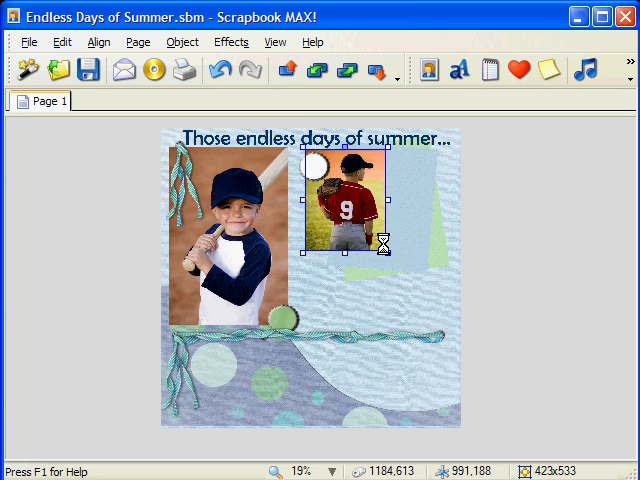 Endless Days of Summer.sbm - Scrapbook MAX!
File Edit Align Page Object Effects View Help
Page 1
Those endless days of summer...
9
Press F1 for Help
19%
1184,613
991,188
423x533